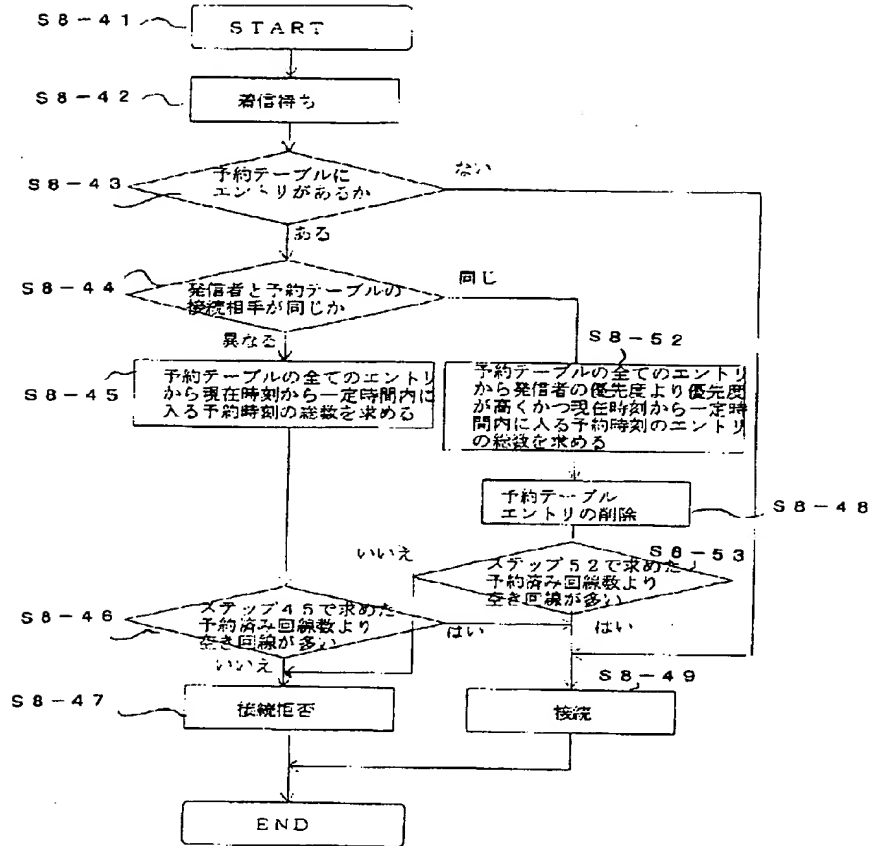 S8-41
START
S8-42
着信待ち
S8-43
予約テーブルに
エントリがあるか
ない
ある
S8-44
発信者と予約テーブルの
接続相手が同じか
同じ
異なる
S8-52
S8-45
予約テーブルの全てのエントリ
から現在時刻から一定時間内に
入る予約時刻の総数を求める
予約テーブルの全てのエントリ
から発信者の優先度より優先度
が高くかつ現在時刻から一定時
間内に入る予約時刻のエントリ
の総数を求める
予約テーブル
エントリの削除
S8-48
いいえ
S8-53
ステップ52で求めた
予約済み回線数より
空き回線が多い
はい
S8-46
ステップ45で求めた
予約済み回線数より
空き回線が多い
はい
いいえ
S8-47
接続拒否
S8-49
接続
END